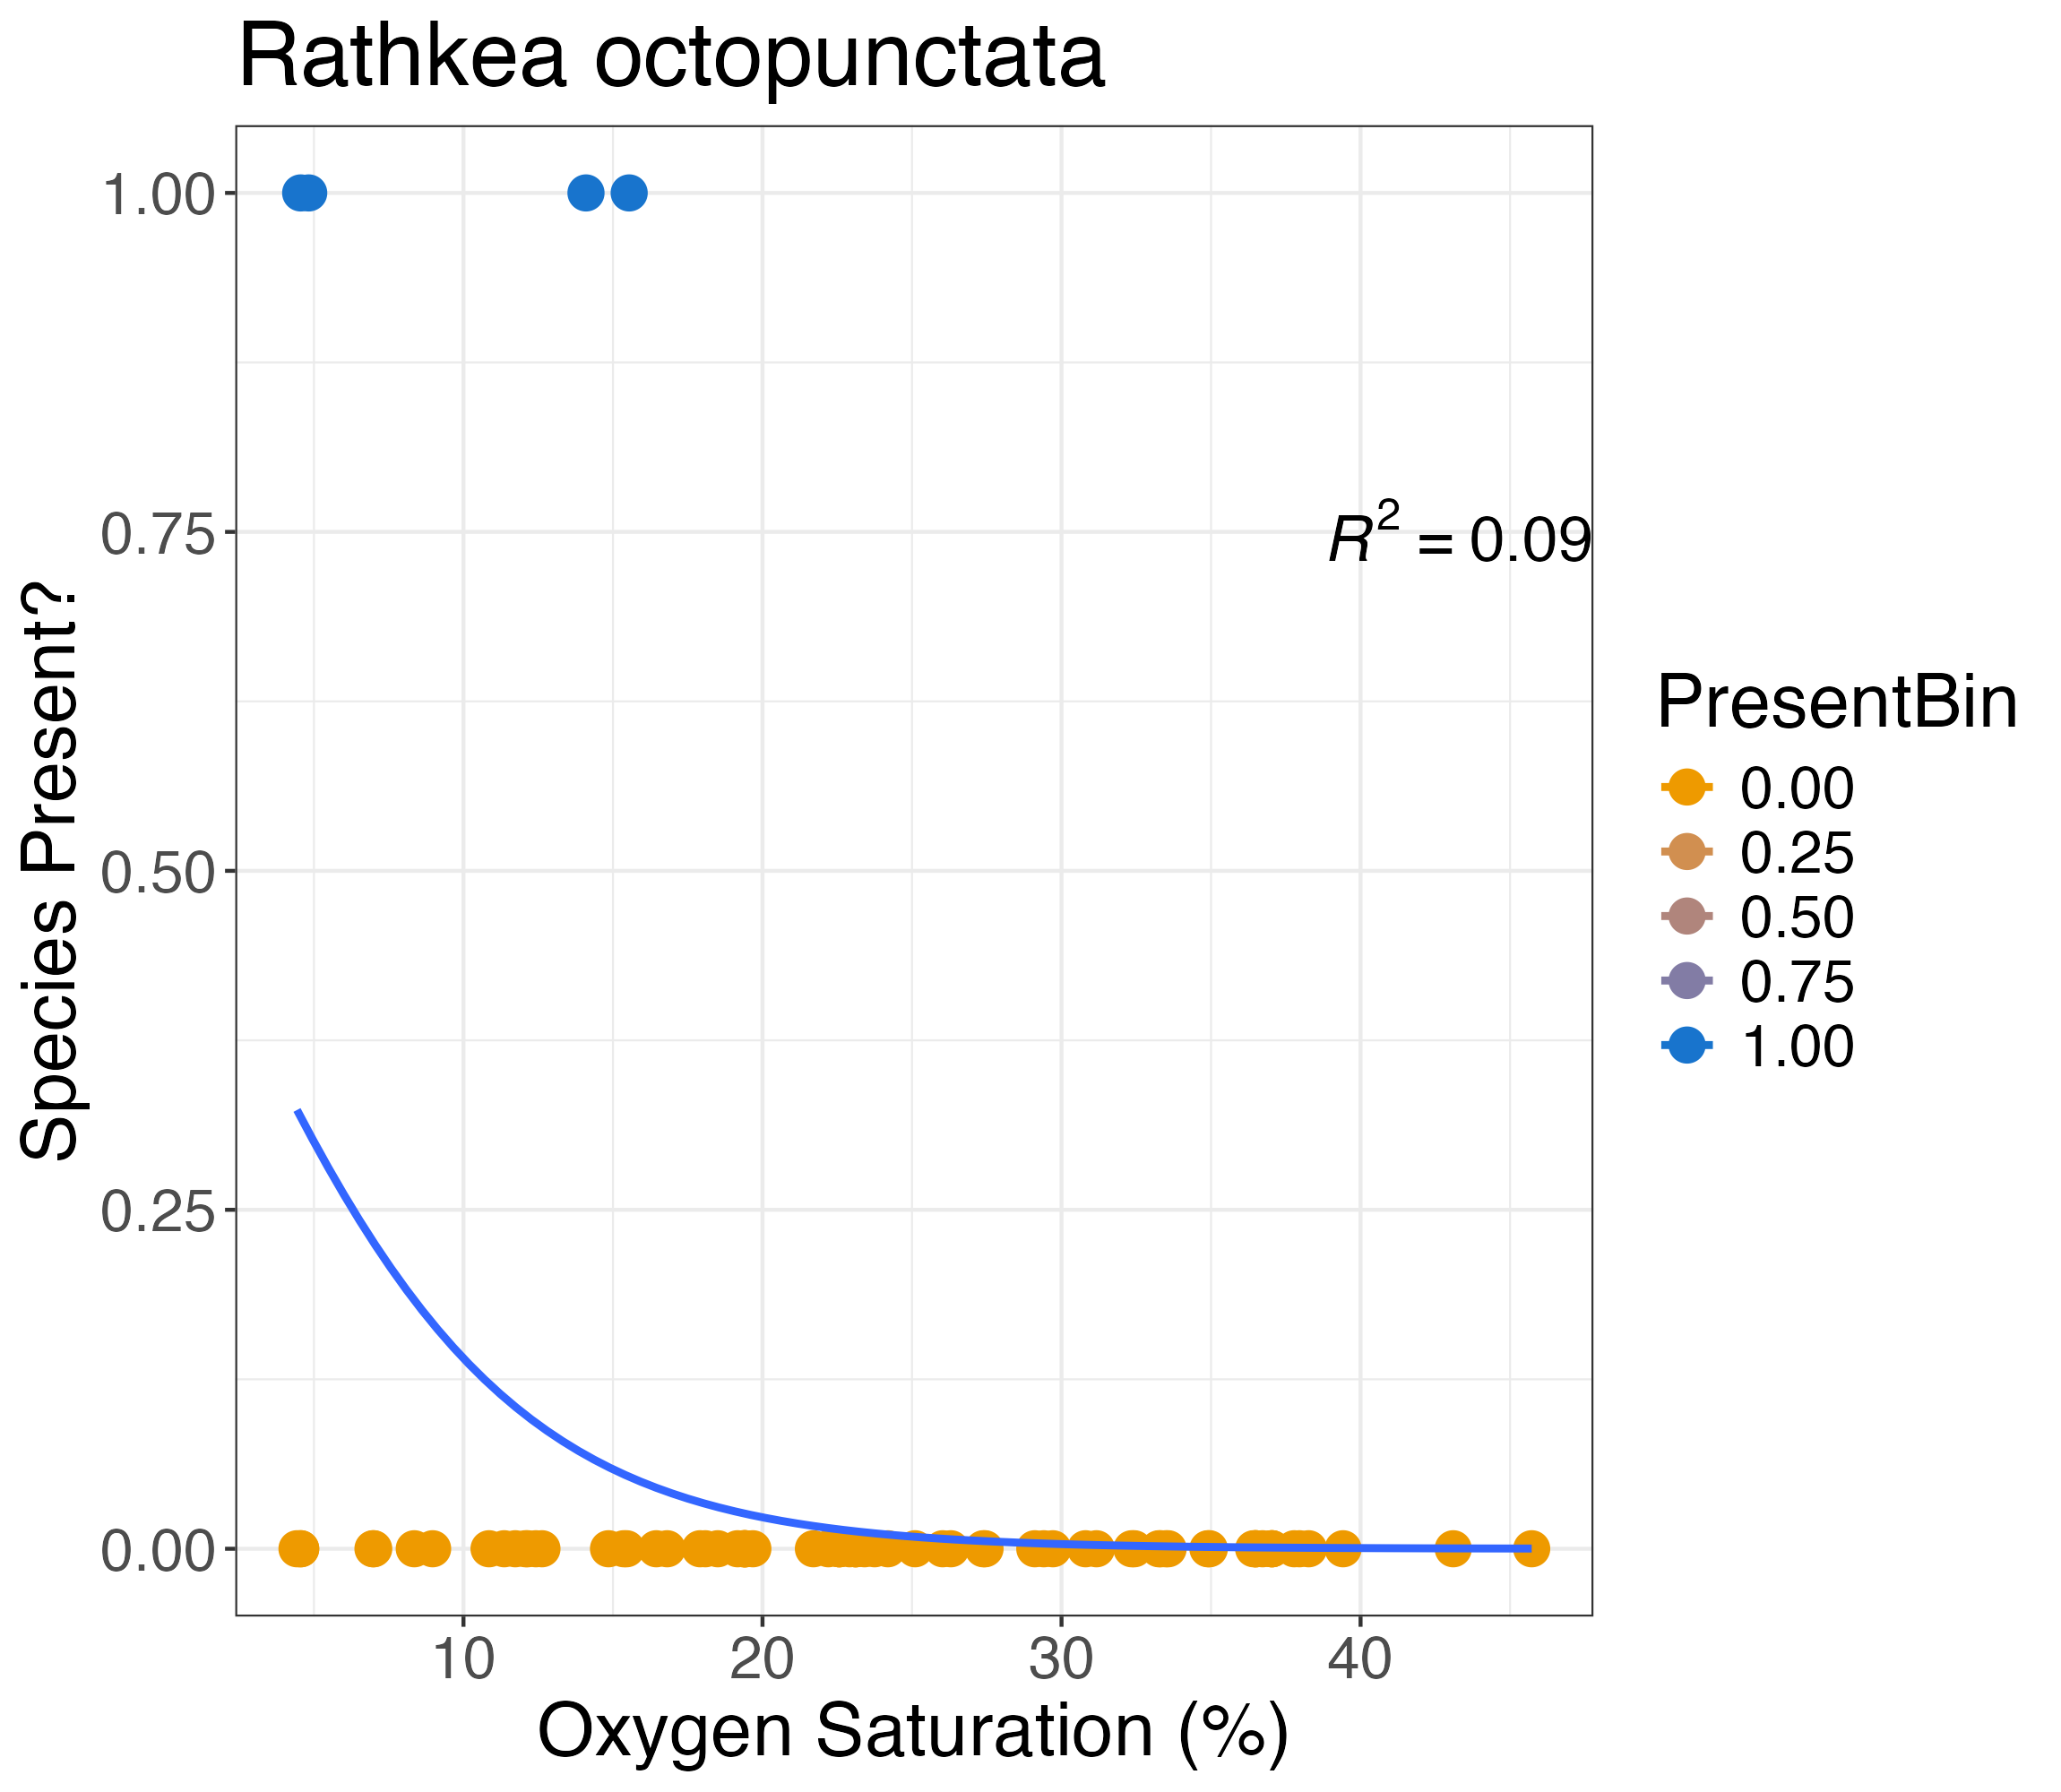 Rathkea octopunctata
1.00
0.75
0.50
0.25
0.00
Species Present?
R² = 0.09
10 20 30 40
Oxygen Saturation (%)
PresentBin
0.00
0.25
0.50
0.75
1.00